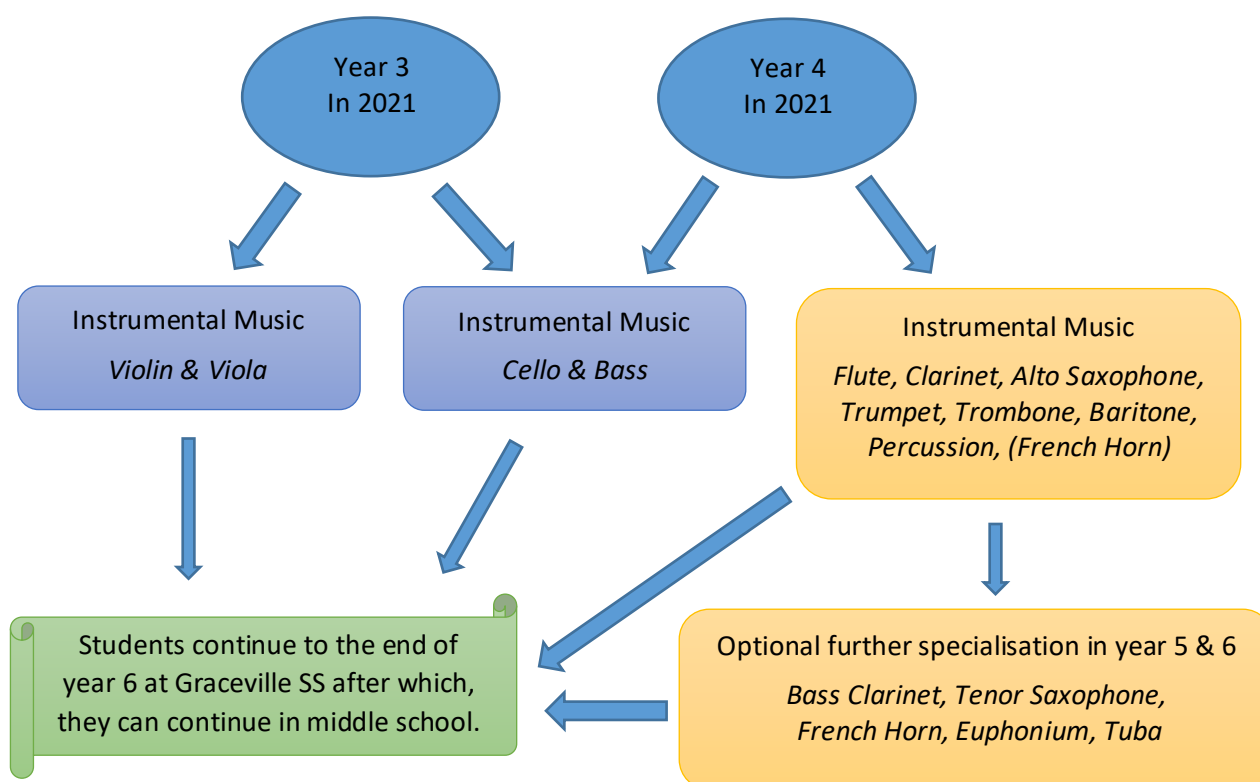 Year 3
In 2021
Year 4
In 2021
Instrumental Music
Violin & Viola
Instrumental Music
Cello & Bass
Instrumental Music
Flute, Clarinet, Alto Saxophone,
Trumpet, Trombone, Baritone,
Percussion, (French Horn)
Students continue to the end of
year 6 at Graceville SS after which,
they can continue in middle school.
Optional further specialisation in year 5 & 6
Bass Clarinet, Tenor Saxophone,
French Horn, Euphonium, Tuba